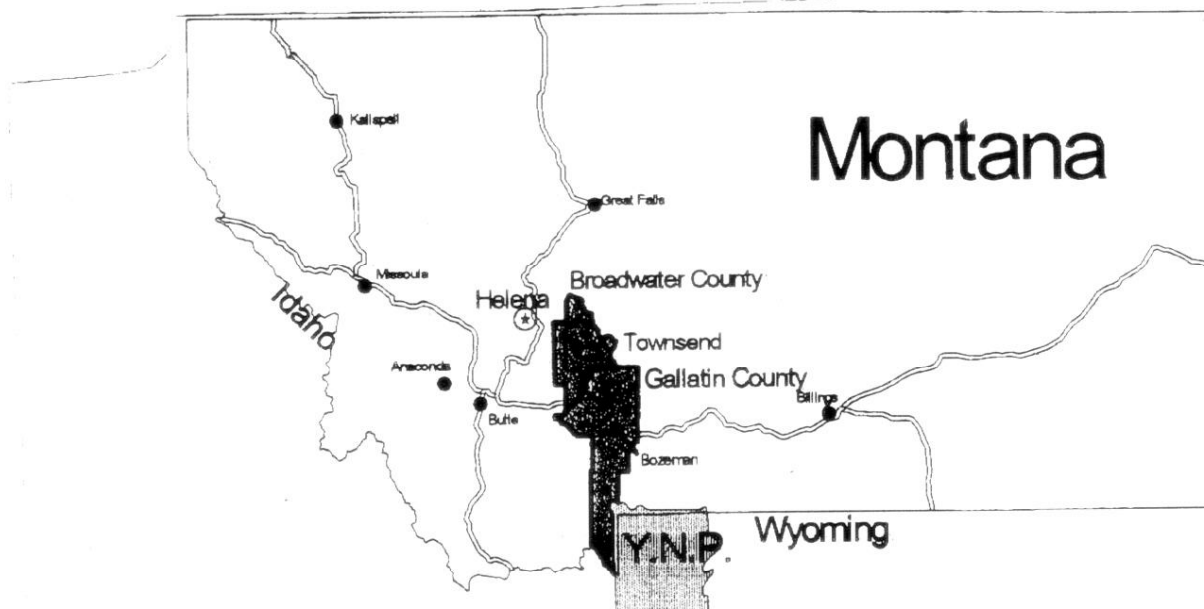 Montana
Kalispell
Great Falls
Missoula
Broadwater County
Helena
Idaho
Townsend
Anaconda
Gallatin County
Billings
Butte
Bozeman
Y.N.P.
Wyoming